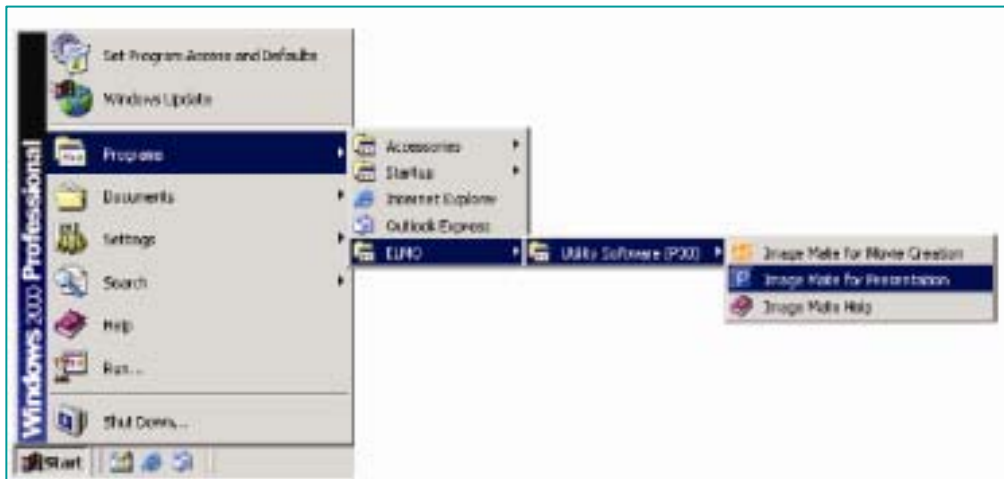 Set Program Access and Defaults
Windows Update
Programs
Documents
Settings
Search
Help
Run...
Shut Down...
Windows 2000 Professional
Start
Accessories
Startup
Internet Explorer
Outlook Express
ELMO
Utility Software (P30)
Image Mate for Movie Creation
Image Mate for Presentation
Image Mate Help